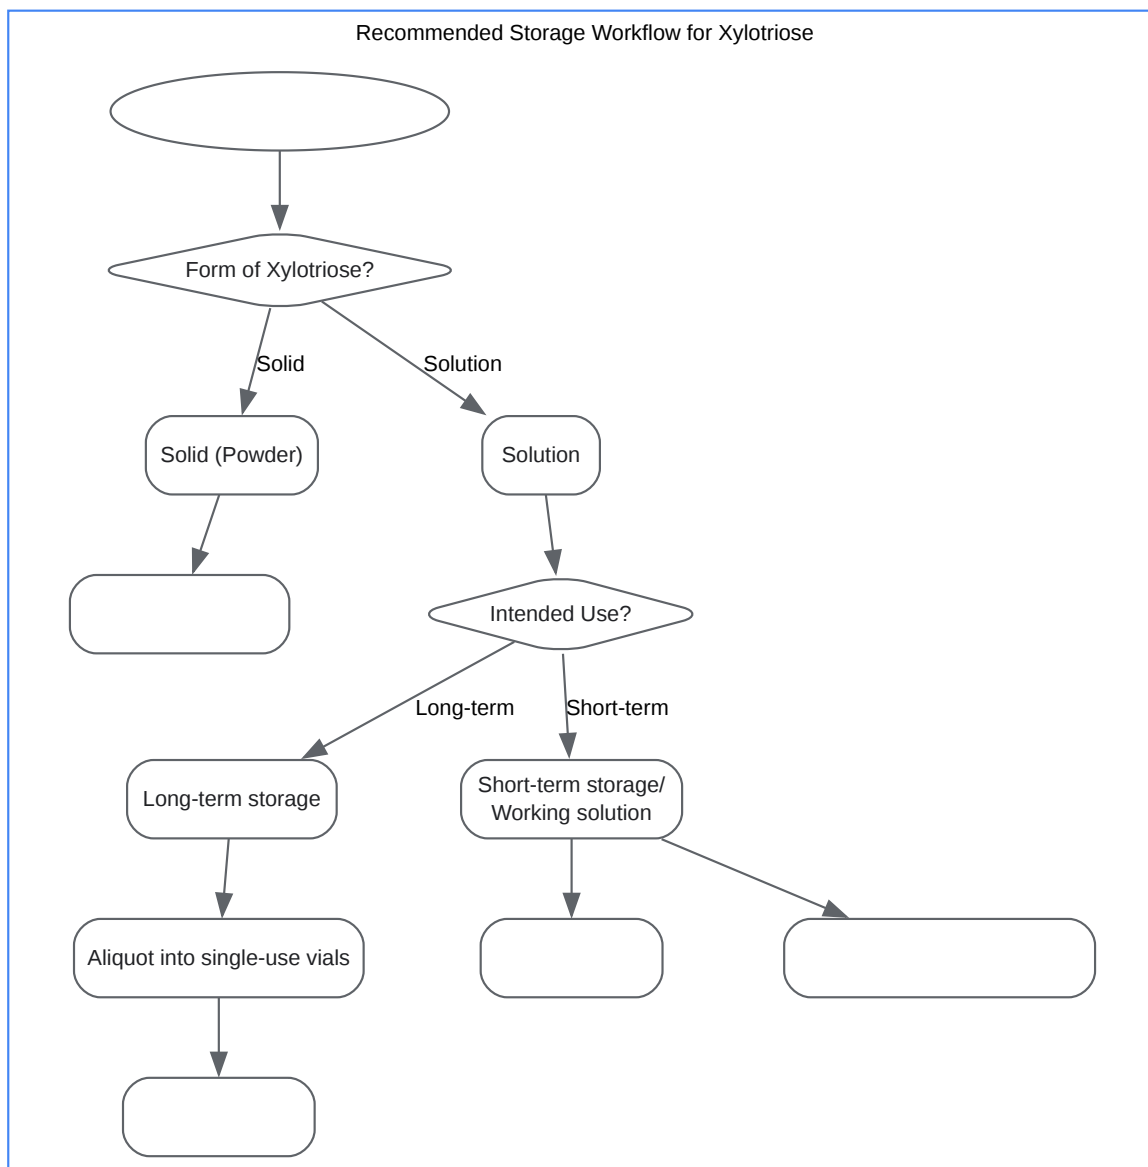 Recommended Storage Workflow for Xylotriose
Form of Xylotriose?
Solid
Solution
Solid (Powder)
Solution
Intended Use?
Long-term
Short-term
Long-term storage
Short-term storage/
Working solution
Aliquot into single-use vials